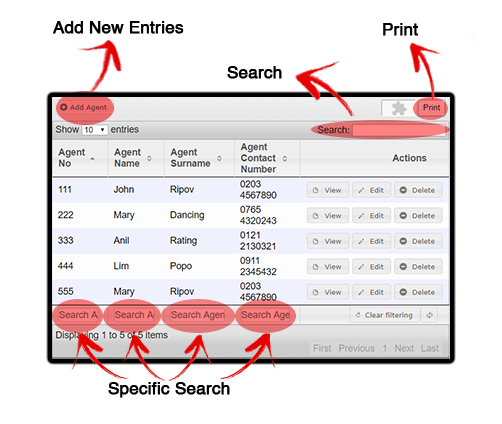 Add New Entries
Print
Search
Add Agent
Print
Show 10 entries
Search:
Agent No
Agent Name
Agent Surname
Agent Contact Number
Actions
111 John Ripov 0203 4567890 View Edit Delete
222 Mary Dancing 0765 4320243 View Edit Delete
333 Anil Rating 0121 2130321 View Edit Delete
444 Lim Popo 0911 2345432 View Edit Delete
555 Mary Ripov 0203 4567890 View Edit Delete
Search A Search A Search Agen Search Age Clear filtering
Displaying 1 to 5 of 5 items
First Previous 1 Next Last
Specific Search